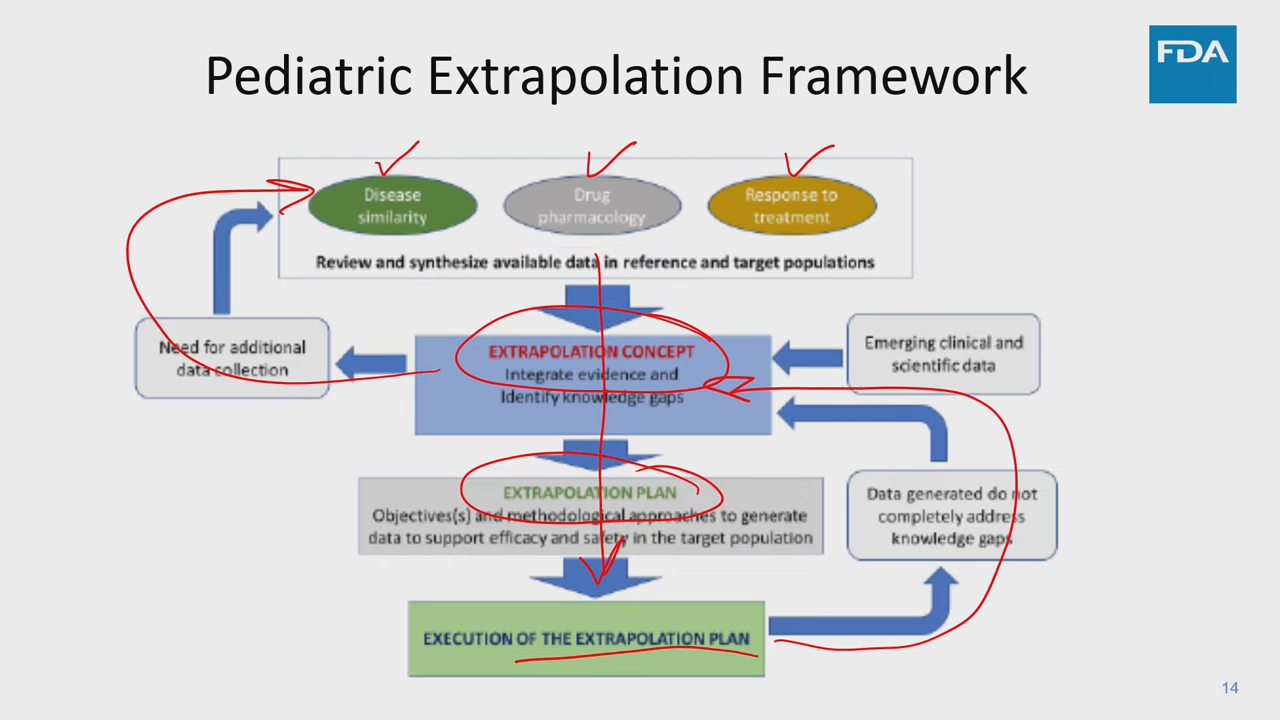 Pediatric Extrapolation Framework
FDA
Disease
similarity
Drug
pharmacology
Response to
treatment
Review and synthesize available data in reference and target populations
Need for additional
data collection
EXTRAPOLATION CONCEPT
Integrate evidence and
Identify knowledge gaps
Emerging clinical and
scientific data
EXTRAPOLATION PLAN
Objectives(s) and methodological approaches to generate
data to support efficacy and safety in the target population
Data generated do not
completely address
knowledge gaps
EXECUTION OF THE EXTRAPOLATION PLAN
14